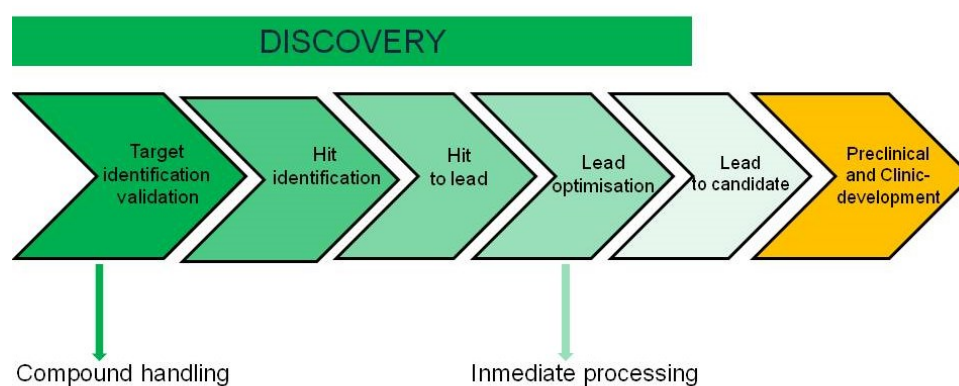 DISCOVERY
Target
identification
validation
Hit
identification
Hit
to lead
Lead
optimisation
Lead
to candidate
Preclinical
and Clinic-
development
Compound handling
Inmediate processing